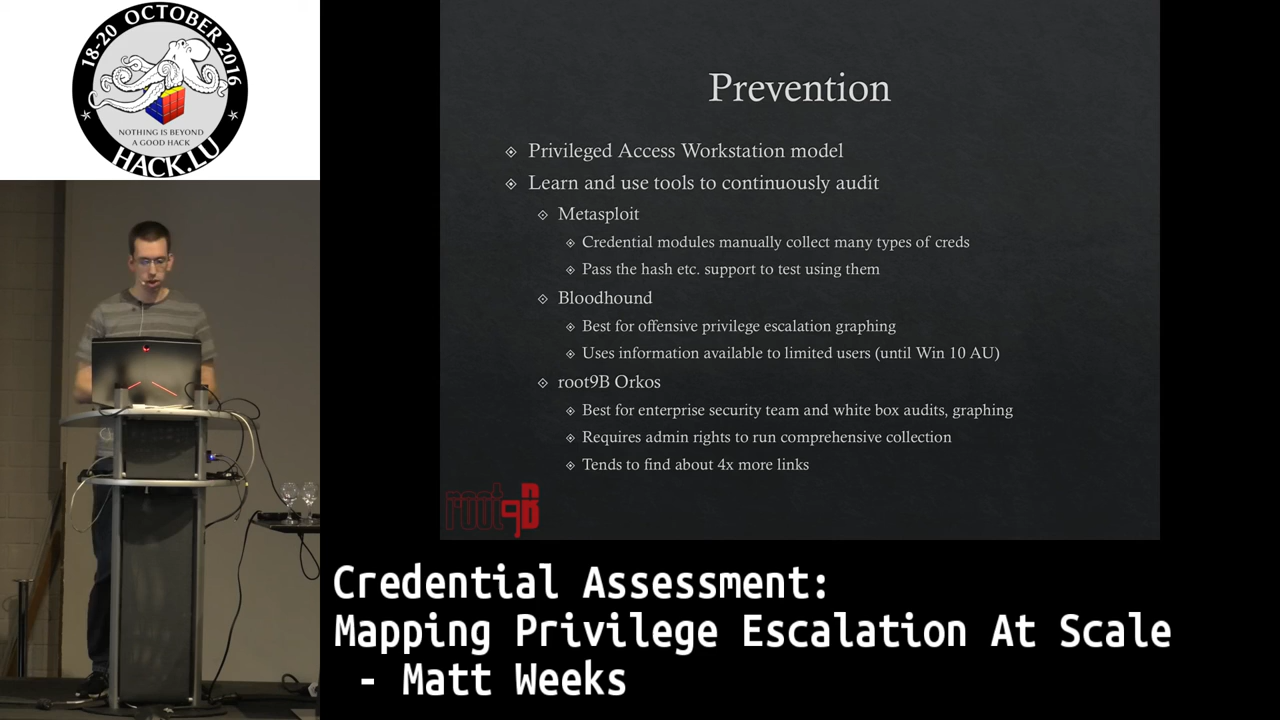 18-20 OCTOBER 2016
NOTHING IS BEYOND
A GOOD HACK
HACK.LU
Prevention
Privileged Access Workstation model
Learn and use tools to continuously audit
Metasploit
Credential modules manually collect many types of creds
Pass the hash etc. support to test using them
Bloodhound
Best for offensive privilege escalation graphing
Uses information available to limited users (until Win 10 AU)
root9B Orkos
Best for enterprise security team and white box audits, graphing
Requires admin rights to run comprehensive collection
Tends to find about 4x more links
root9B
Credential Assessment:
Mapping Privilege Escalation At Scale
- Matt Weeks